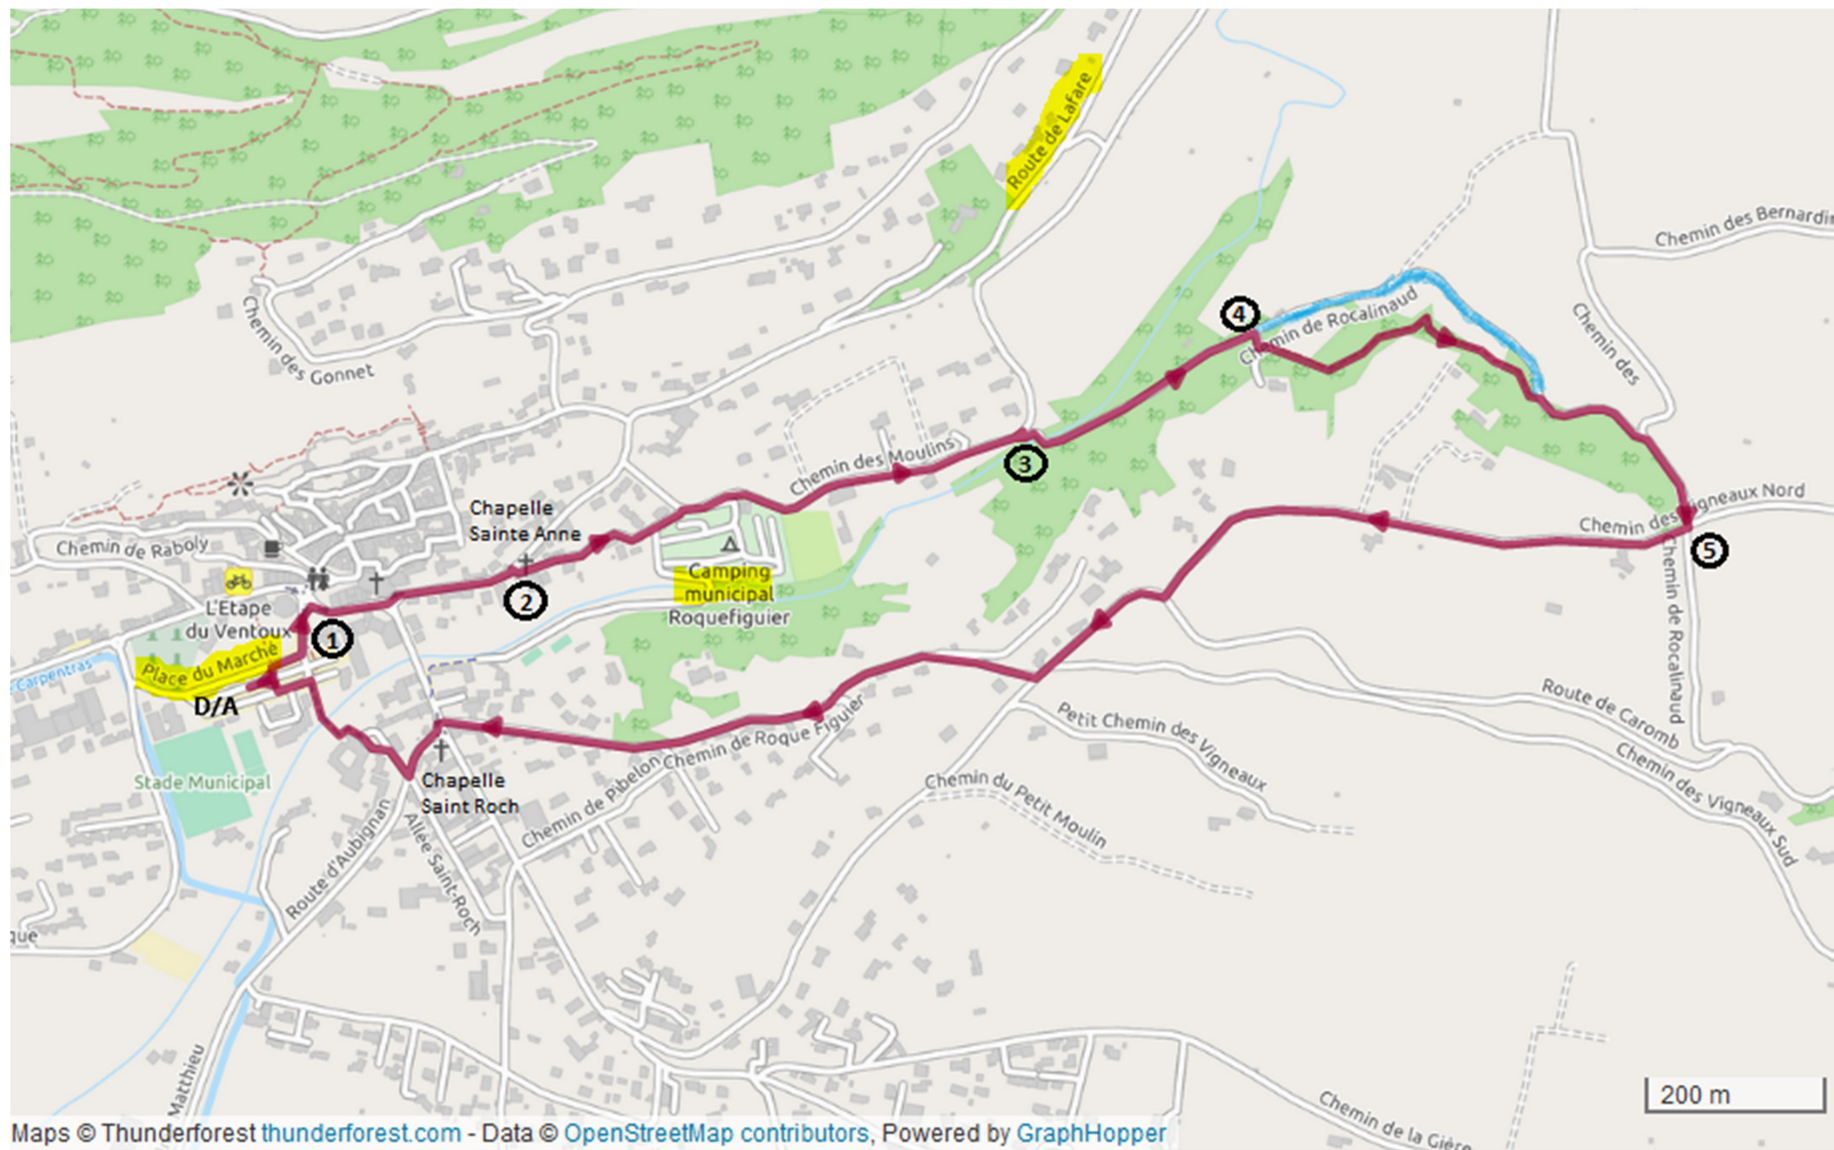 Route de Lafare
Chemin des Bernardin
Chemin des Gonnet
4
Chemin de Rocalinaud
Chemin des
Chemin des Moulins
3
Chapelle
Sainte Anne
Chemin des Vigneaux Nord
5
Chemin de Raboly
Camping
municipal
Roquefiguier
2
L'Etape
du Ventoux
1
Place du Marché
Carpentras
D/A
Chemin de Rocalinaud
Route de Caromb
Petit Chemin des Vigneaux
Chemin des Vigneaux Sud
Chemin de Roque Figuier
Stade Municipal
Chapelle
Saint Roch
Chemin de Pibelon
Chemin du Petit Moulin
Route d'Aubignan
Allée Saint-Roch
que
Matthieu
200 m
Chemin de la Gière
Maps © Thunderforest thunderforest.com - Data © OpenStreetMap contributors, Powered by GraphHopper